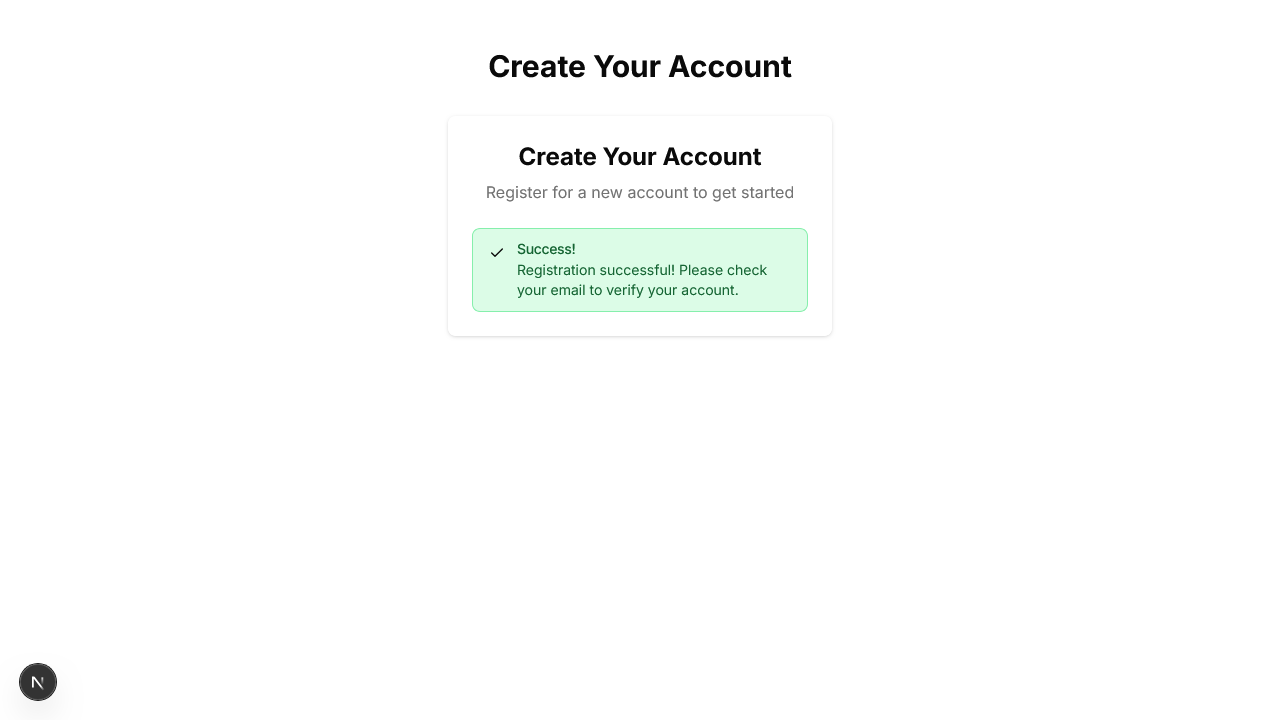 Create Your Account
Create Your Account
Register for a new account to get started
Success!
Registration successful! Please check
your email to verify your account.
N